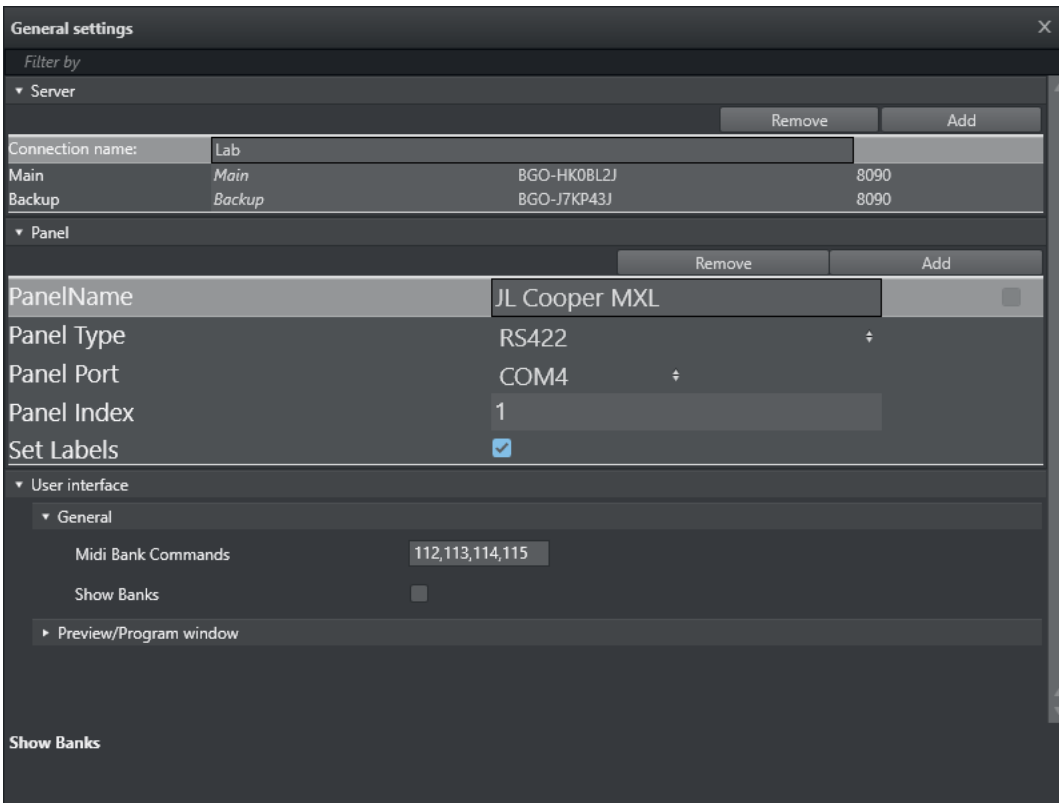 General settings X
Filter by
Server
Remove Add
Connection name: Lab
Main Main BGO-HK0BL2J 8090
Backup Backup BGO-J7KP43J 8090
Panel
Remove Add
PanelName JL Cooper MXL
Panel Type RS422
Panel Port COM4
Panel Index 1
Set Labels
User interface
General
Midi Bank Commands 112,113,114,115
Show Banks
Preview/Program window
Show Banks